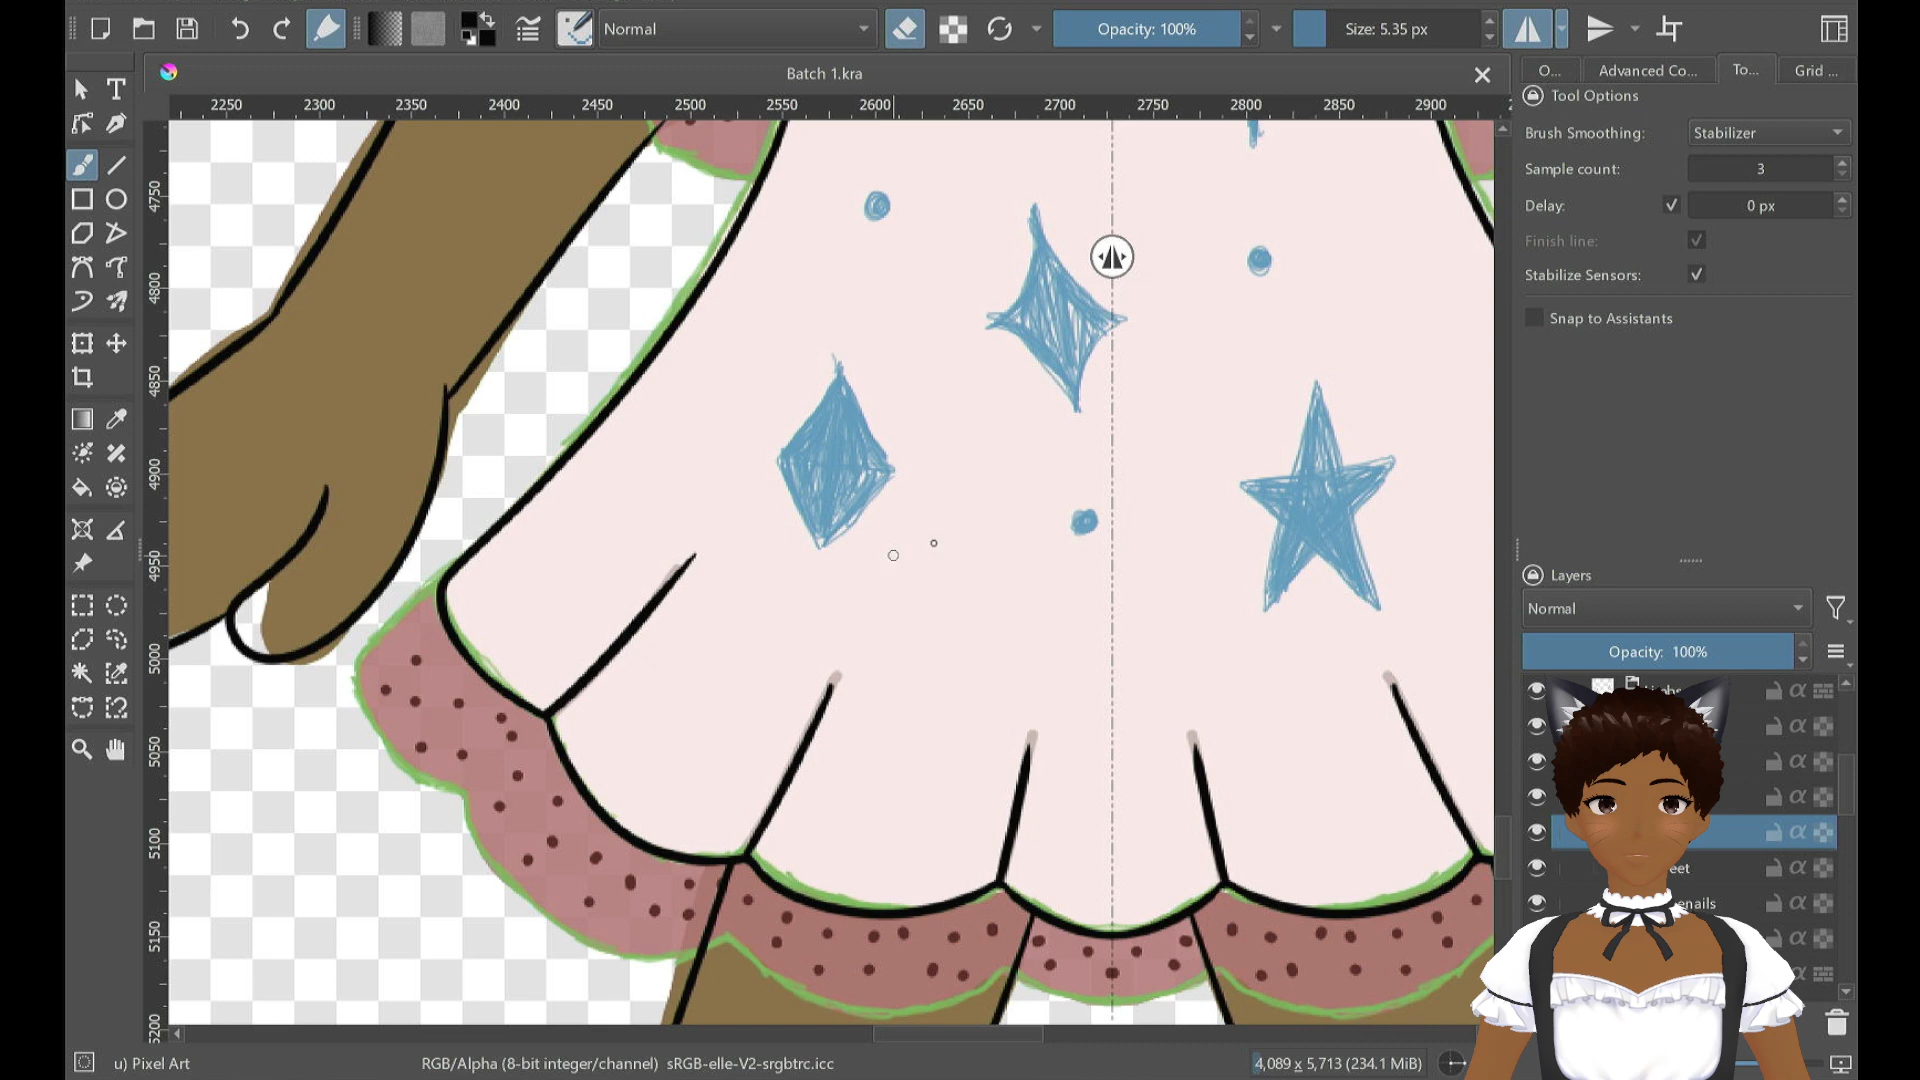 Normal
Opacity: 100%
Size: 5.35 px
Batch 1.kra
O...
Advanced Co...
To...
Grid ...
2250 2300 2350 2400 2450 2500 2550 2600 2650 2700 2750 2800 2850 2900
Tool Options
Brush Smoothing: Stabilizer
Sample count: 3
Delay: 0 px
Finish line:
Stabilize Sensors:
Snap to Assistants
4750
4800
4850
4900
4950
5000
5050
5100
5150
5200
Layers
Normal
Opacity: 100%
eet
enails
u) Pixel Art
RGB/Alpha (8-bit integer/channel) sRGB-elle-V2-srgbtrc.icc
4,089 x 5,713 (234.1 MiB)